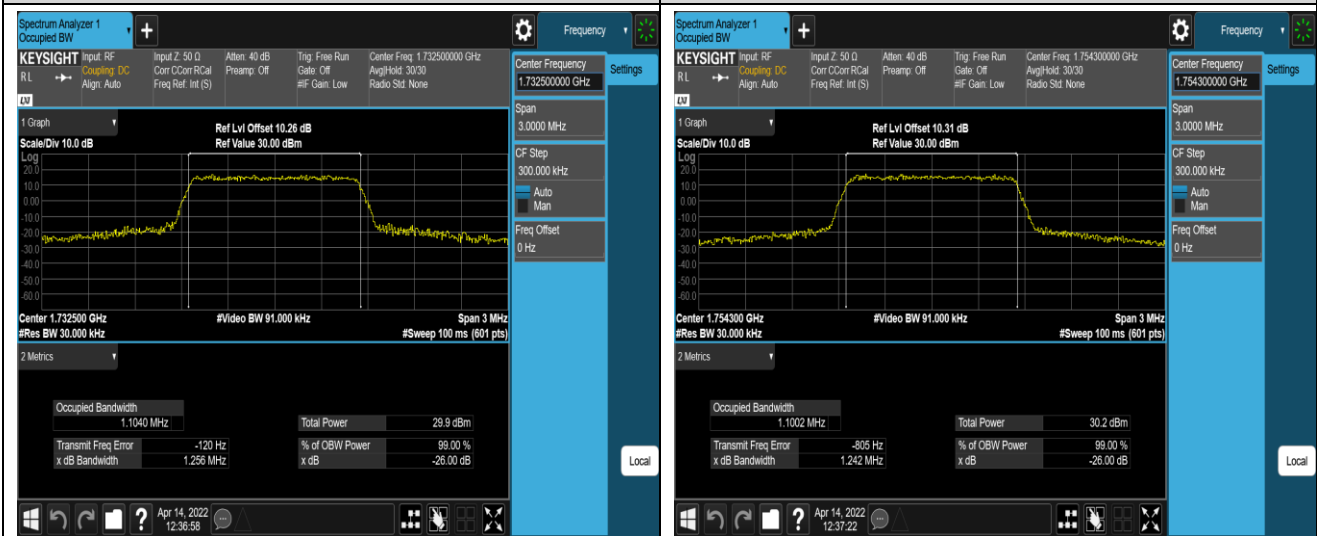 Spectrum Analyzer 1
Occupied BW
+
Frequency
KEYSIGHT
RL
LXI
Input: RF
Coupling: DC
Align: Auto
Input Z: 50 Ω
Corr CCorr RCal
Freq Ref: Int (S)
Atten: 40 dB
Preamp: Off
Trig: Free Run
Gate: Off
#IF Gain: Low
Center Freq: 1.732500000 GHz
Avg|Hold: 30/30
Radio Std: None
Center Frequency
1.732500000 GHz
Settings
Span
3.0000 MHz
CF Step
300.000 kHz
Auto
Man
Freq Offset
0 Hz
Local
1 Graph
Ref Lvl Offset 10.26 dB
Scale/Div 10.0 dB
Ref Value 30.00 dBm
Log
20.0
10.0
0.00
-10.0
-20.0
-30.0
-40.0
-50.0
-60.0
Center 1.732500 GHz
#Video BW 91.000 kHz
Span 3 MHz
#Res BW 30.000 kHz
#Sweep 100 ms (601 pts)
2 Metrics
Occupied Bandwidth
1.1040 MHz
Total Power 29.9 dBm
Transmit Freq Error -120 Hz
% of OBW Power 99.00 %
x dB Bandwidth 1.256 MHz
x dB -26.00 dB
?
Apr 14, 2022
12:36:58
Spectrum Analyzer 1
Occupied BW
+
Frequency
KEYSIGHT
RL
LXI
Input: RF
Coupling: DC
Align: Auto
Input Z: 50 Ω
Corr CCorr RCal
Freq Ref: Int (S)
Atten: 40 dB
Preamp: Off
Trig: Free Run
Gate: Off
#IF Gain: Low
Center Freq: 1.754300000 GHz
Avg|Hold: 30/30
Radio Std: None
Center Frequency
1.754300000 GHz
Settings
Span
3.0000 MHz
CF Step
300.000 kHz
Auto
Man
Freq Offset
0 Hz
Local
1 Graph
Ref Lvl Offset 10.31 dB
Scale/Div 10.0 dB
Ref Value 30.00 dBm
Log
20.0
10.0
0.00
-10.0
-20.0
-30.0
-40.0
-50.0
-60.0
Center 1.754300 GHz
#Video BW 91.000 kHz
Span 3 MHz
#Res BW 30.000 kHz
#Sweep 100 ms (601 pts)
2 Metrics
Occupied Bandwidth
1.1002 MHz
Total Power 30.2 dBm
Transmit Freq Error -805 Hz
% of OBW Power 99.00 %
x dB Bandwidth 1.242 MHz
x dB -26.00 dB
?
Apr 14, 2022
12:37:22